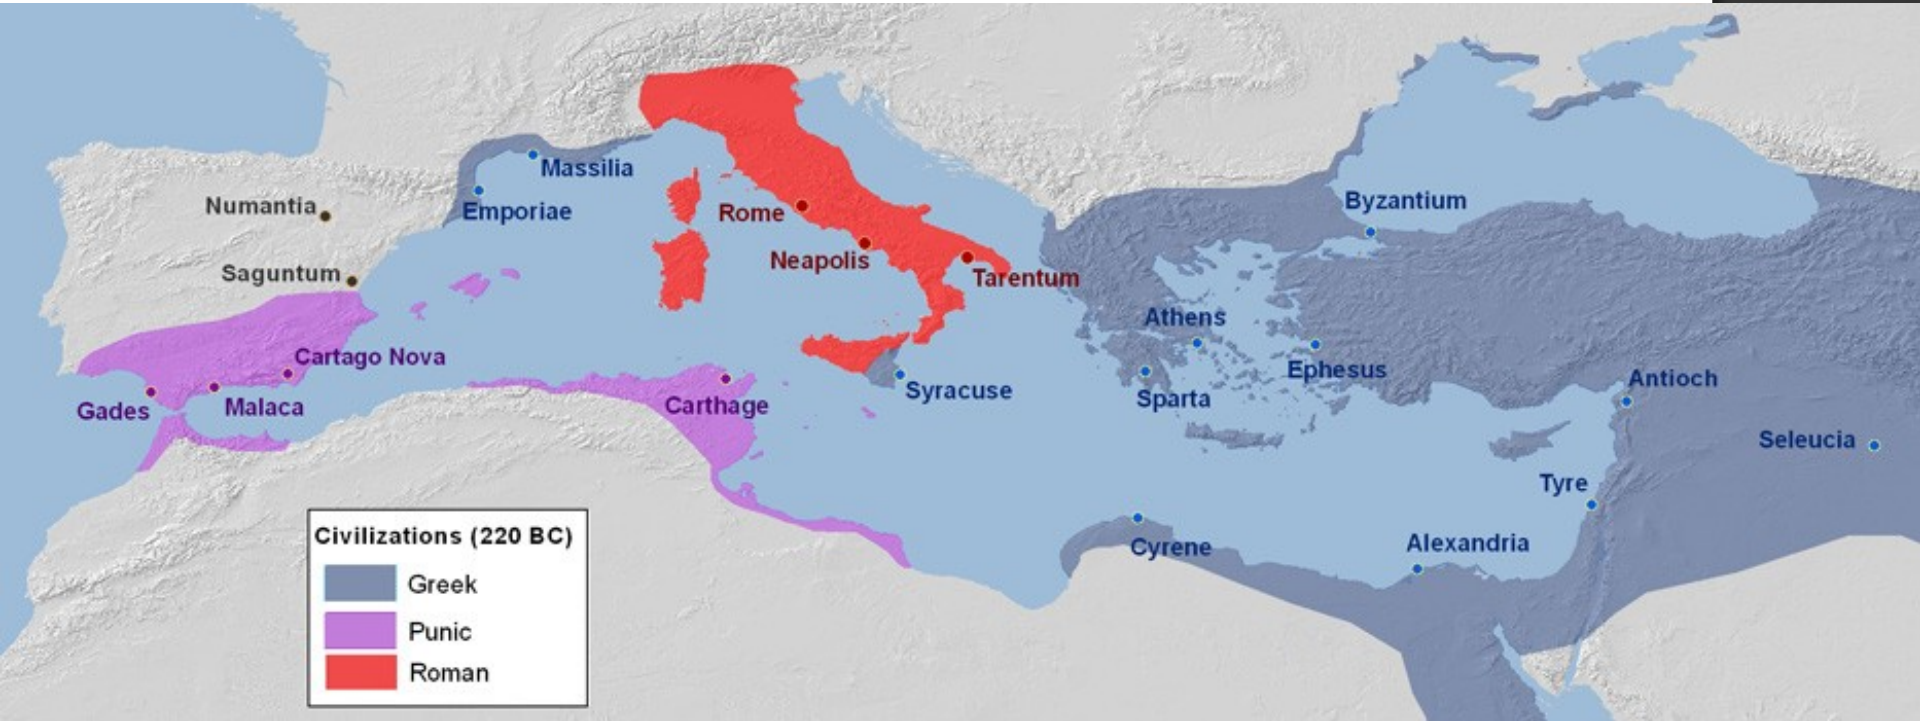 Massilia
Emporiae
Numantia
Saguntum
Rome
Neapolis
Tarentum
Byzantium
Athens
Ephesus
Sparta
Syracuse
Cartago Nova
Gades
Malaca
Carthage
Antioch
Seleucia
Tyre
Alexandria
Cyrene
Civilizations (220 BC)
Greek
Punic
Roman